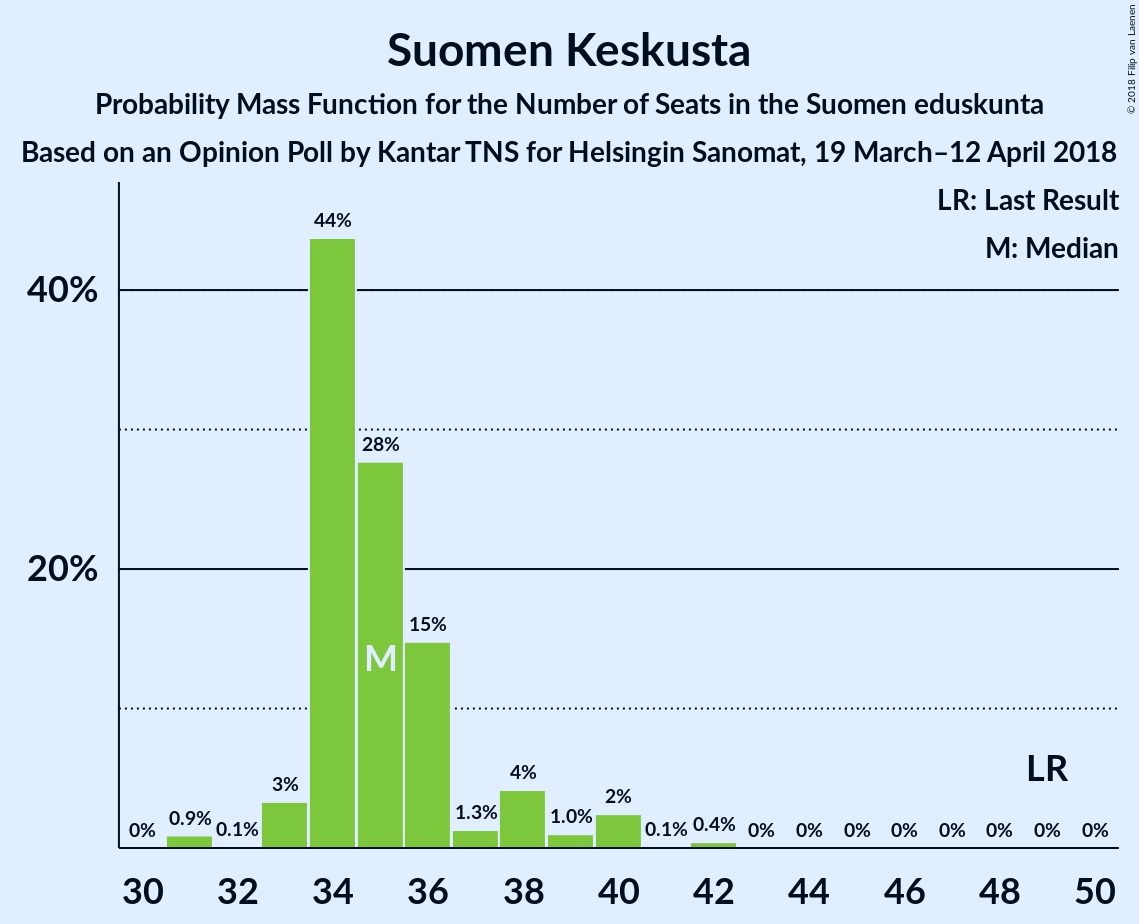 Suomen Keskusta
Probability Mass Function for the Number of Seats in the Suomen eduskunta
Based on an Opinion Poll by Kantar TNS for Helsingin Sanomat, 19 March–12 April 2018
© 2018 Filip van Laenen
LR: Last Result
M: Median
40%
20%
0%
0.9%
0.1%
3%
44%
28%
15%
1.3%
4%
1.0%
2%
0.1%
0.4%
0%
0%
0%
0%
0%
0%
0%
0%
M
LR
30 32 34 36 38 40 42 44 46 48 50